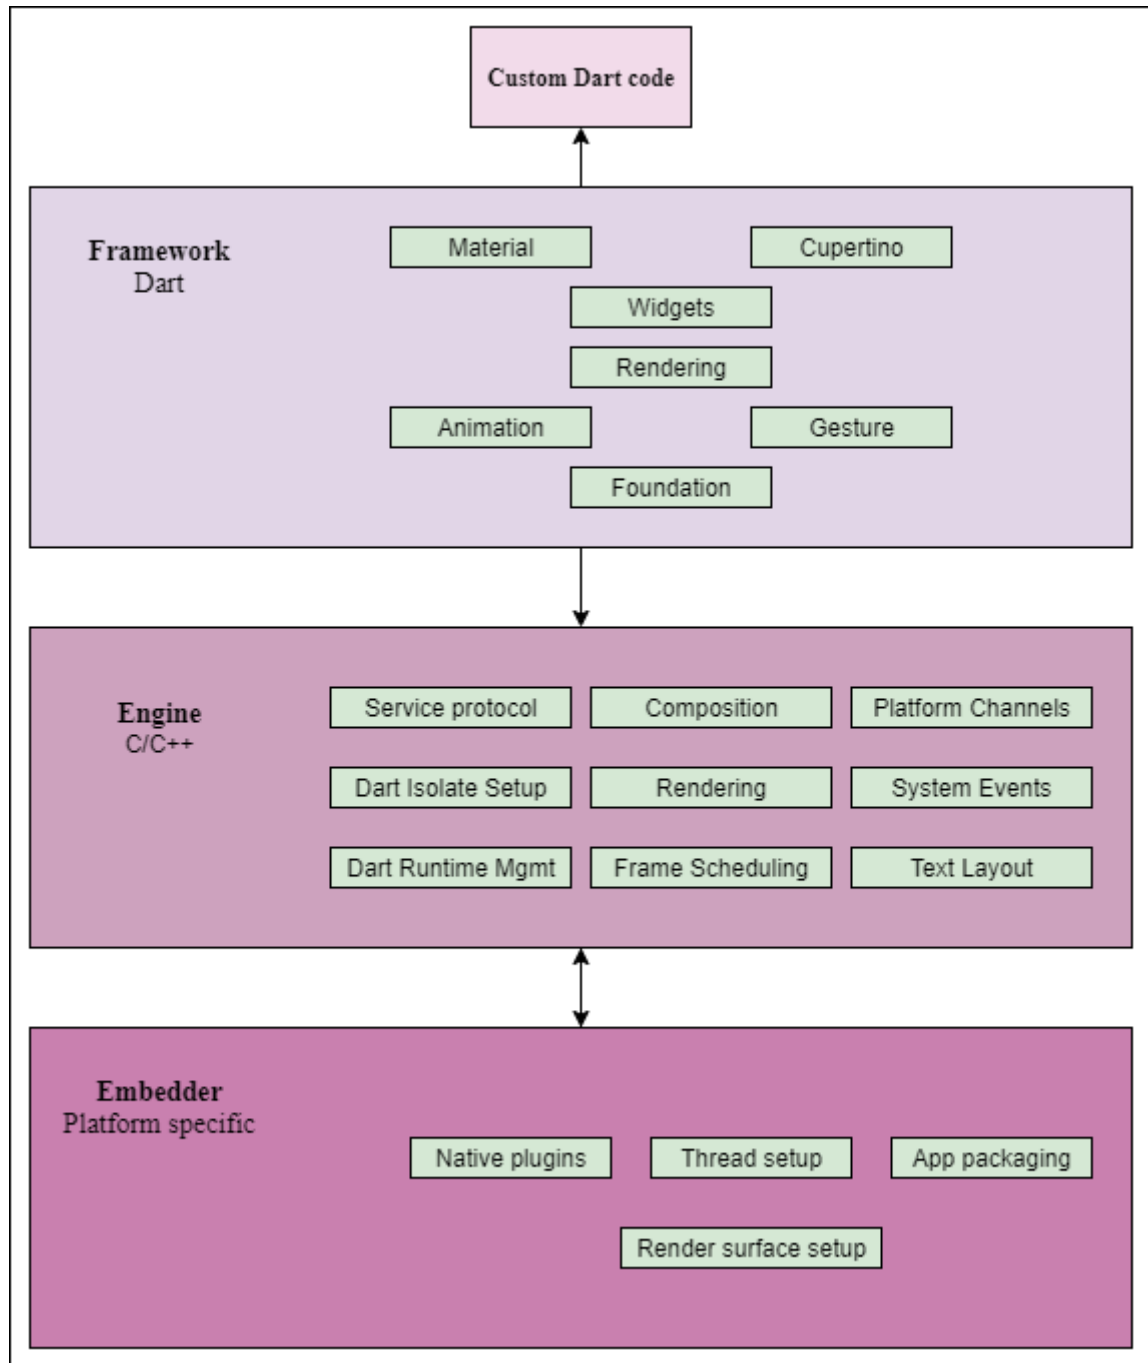 Custom Dart code
Framework
Dart
Material
Cupertino
Widgets
Rendering
Animation
Gesture
Foundation
Engine
C/C++
Service protocol
Composition
Platform Channels
Dart Isolate Setup
Rendering
System Events
Dart Runtime Mgmt
Frame Scheduling
Text Layout
Embedder
Platform specific
Native plugins
Thread setup
App packaging
Render surface setup